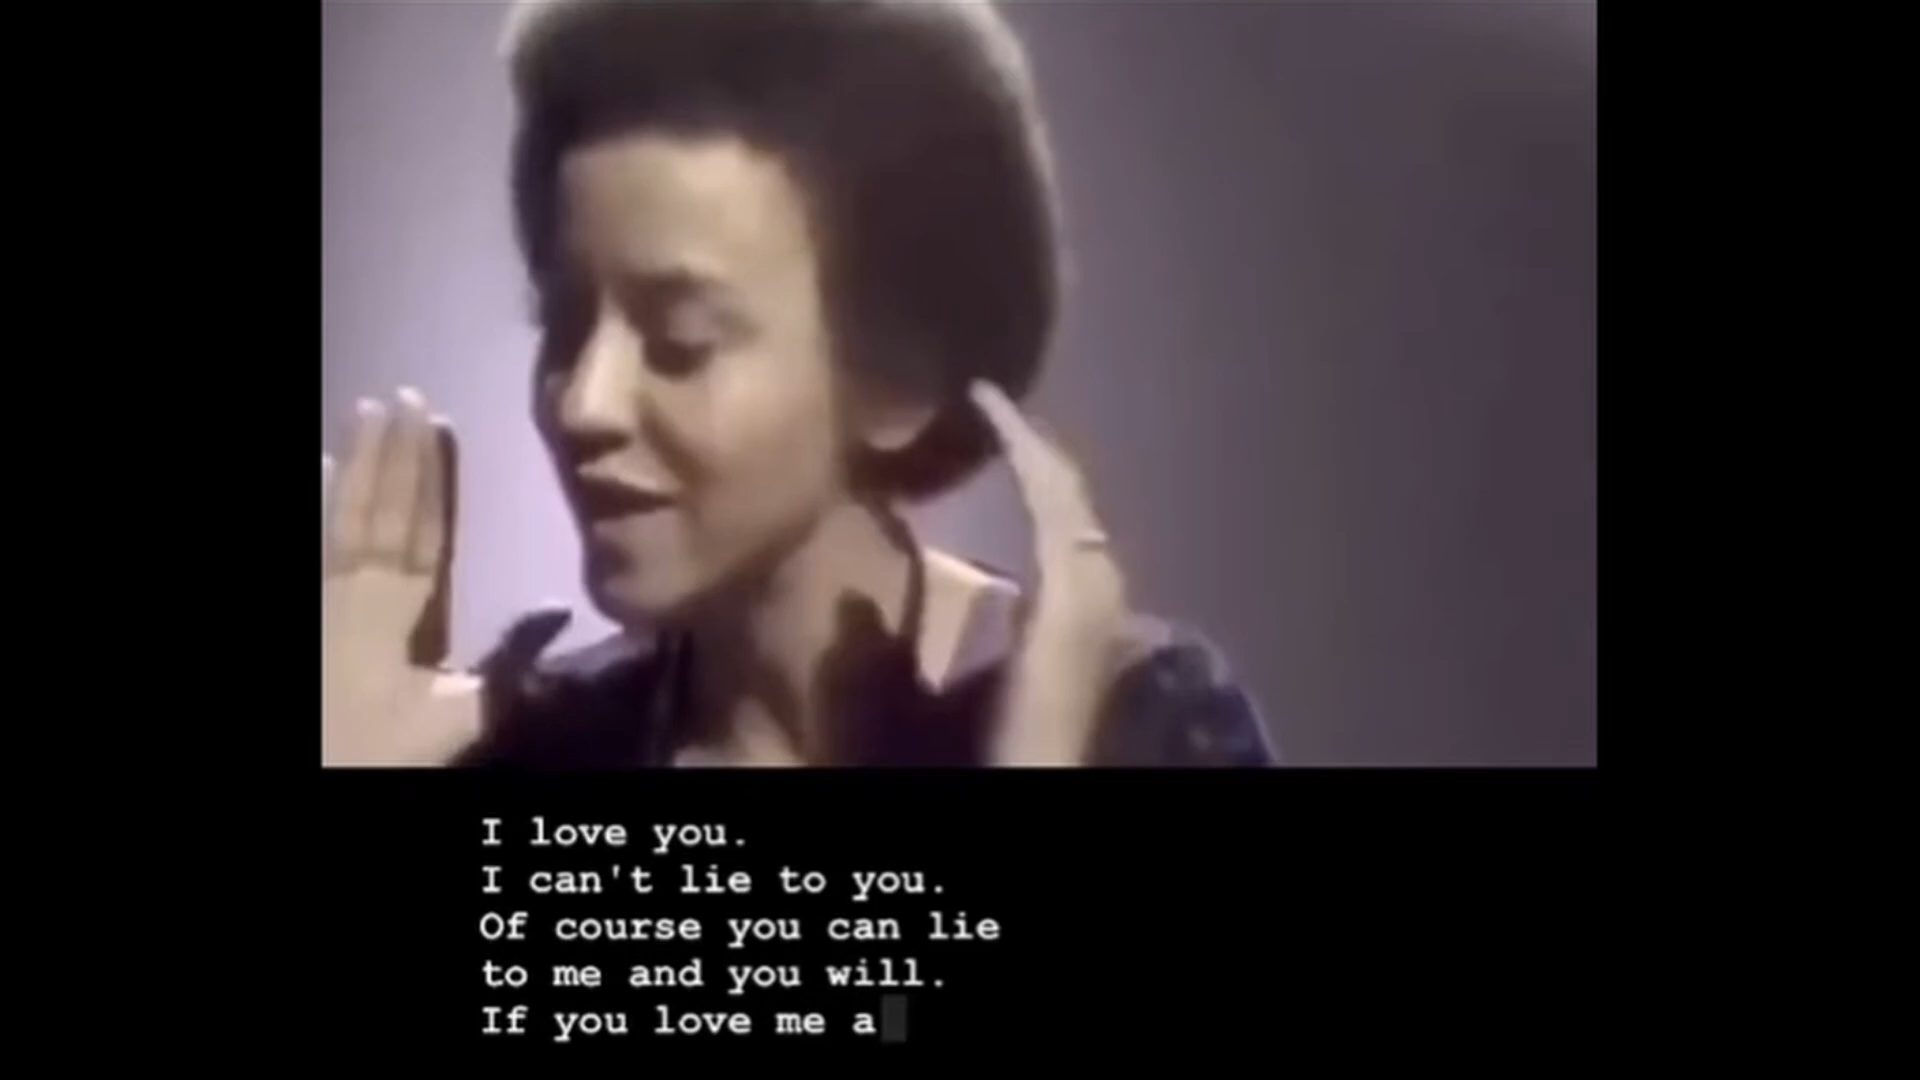 I love you.
I can't lie to you.
Of course you can lie
to me and you will.
If you love me a